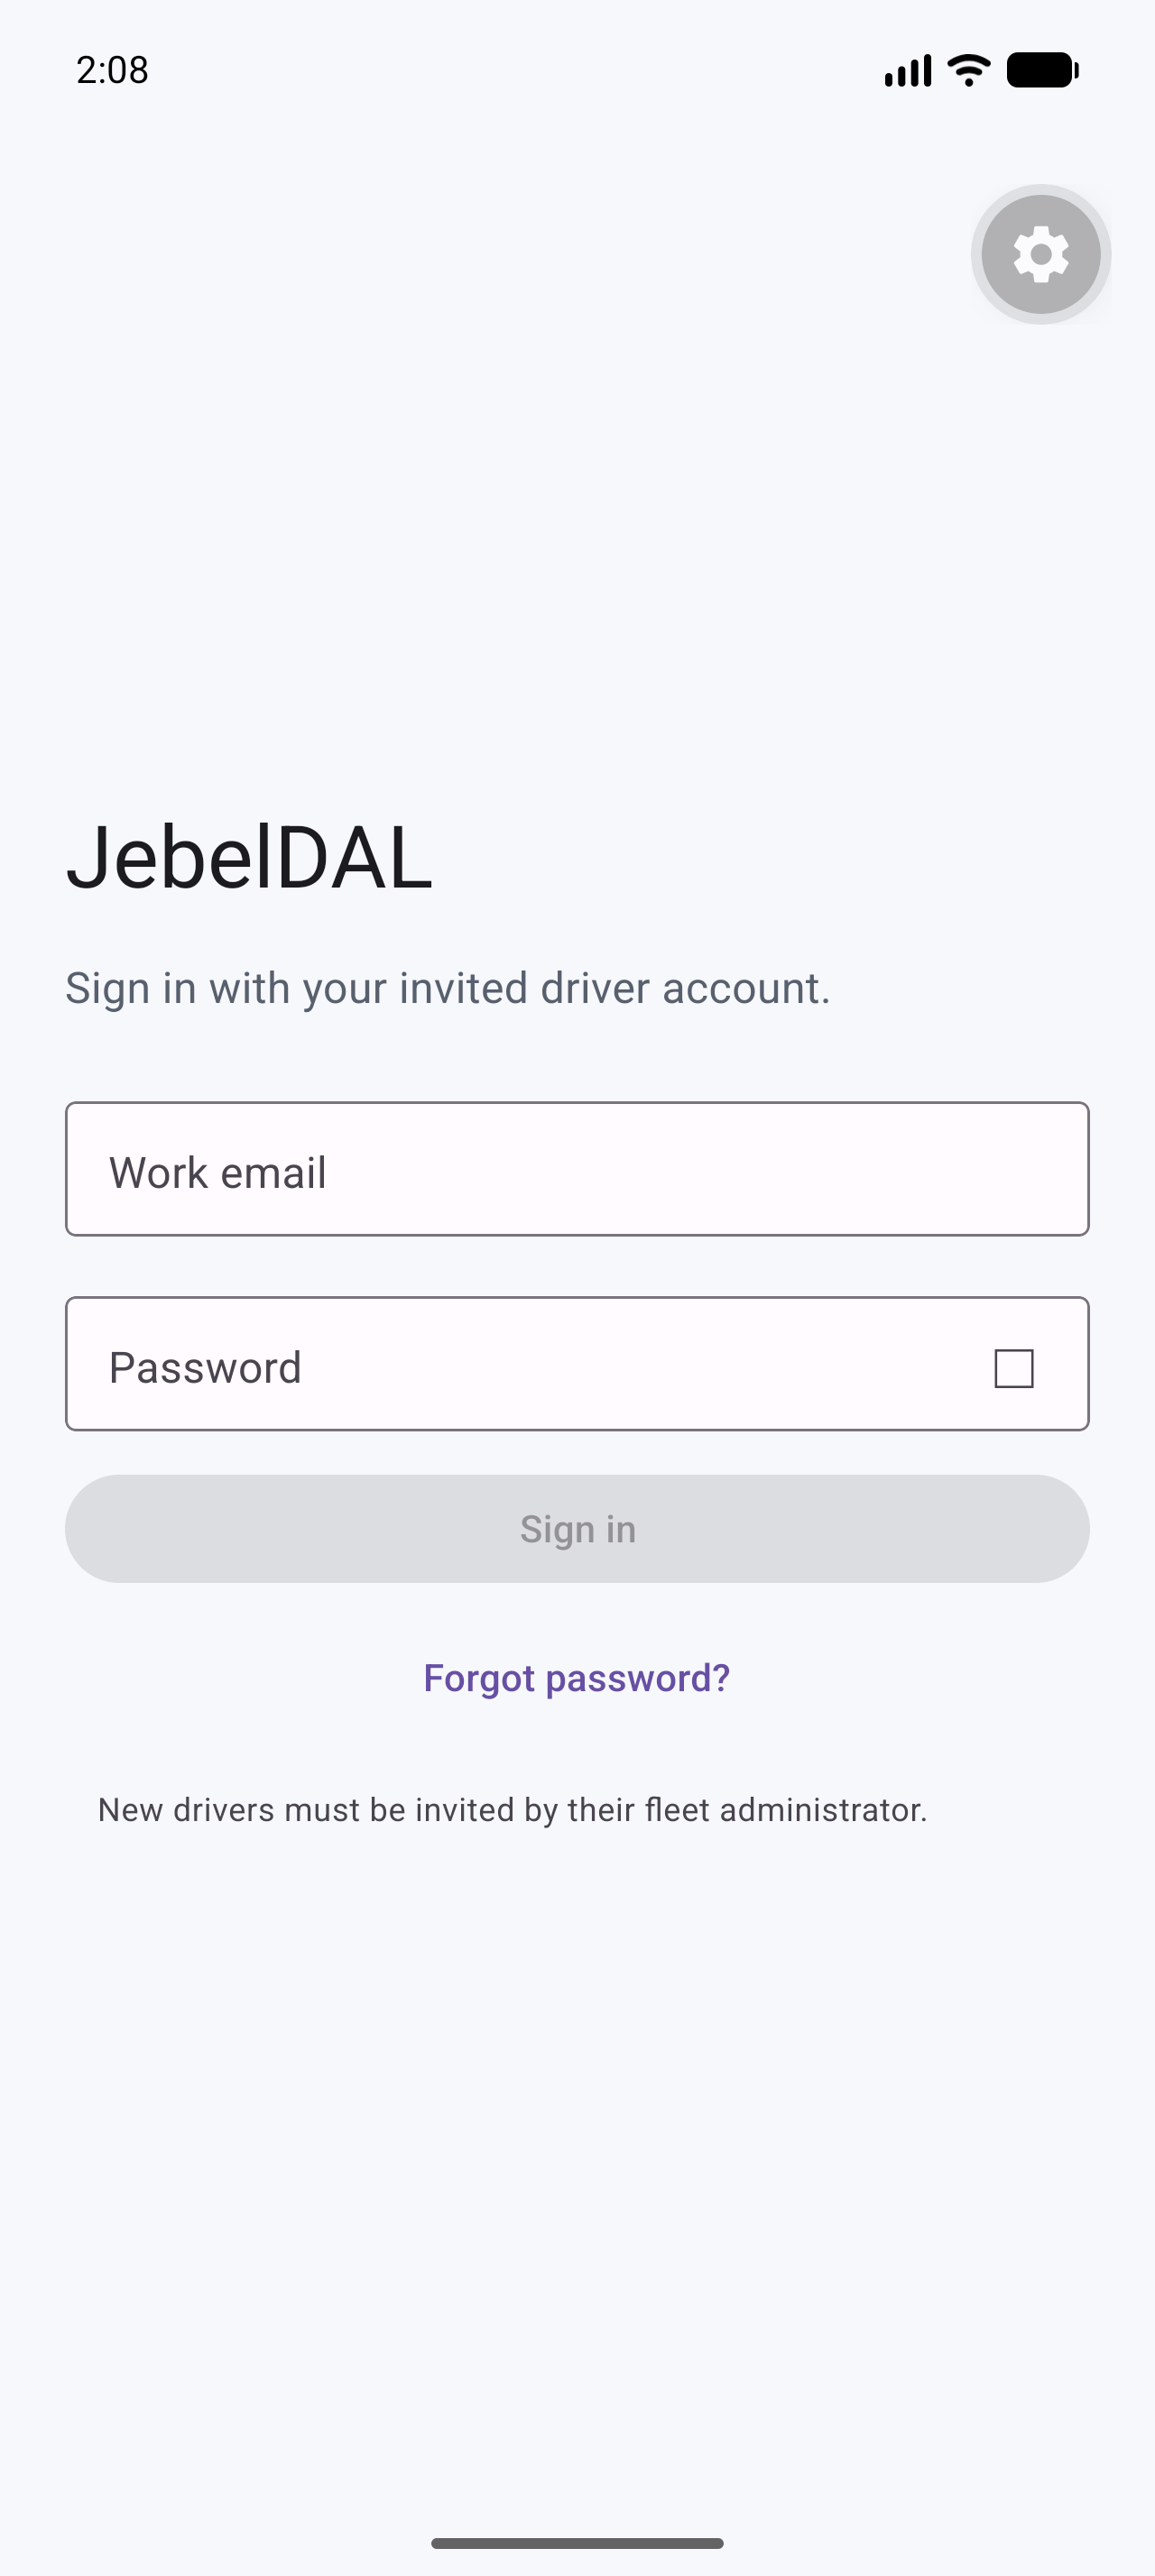 2:08
JebelDAL
Sign in with your invited driver account.
Work email
Password
Sign in
Forgot password?
New drivers must be invited by their fleet administrator.